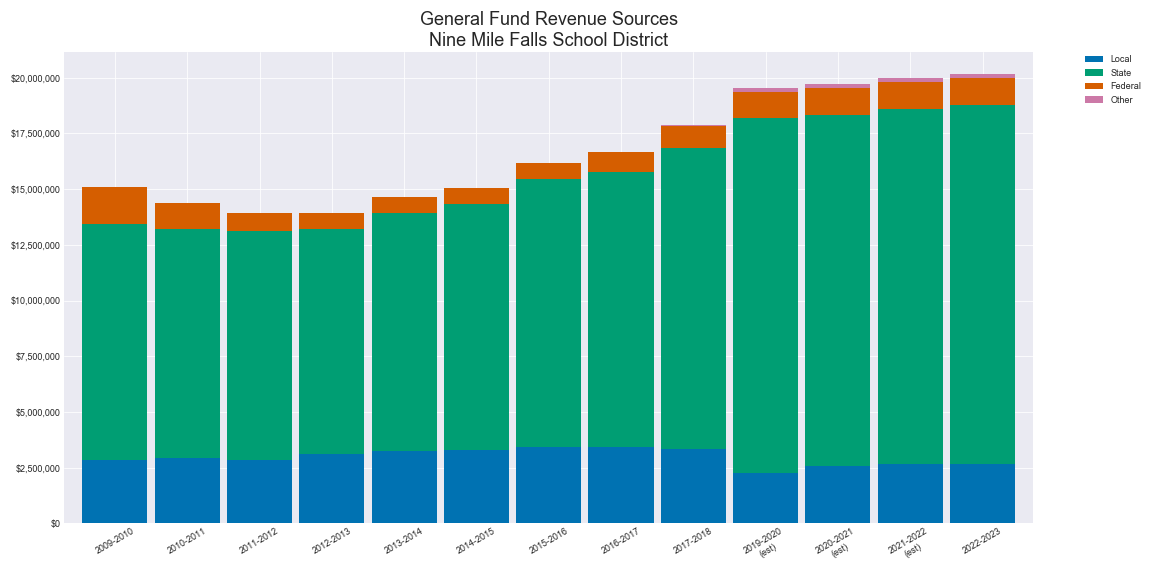 General Fund Revenue Sources
Nine Mile Falls School District
Local
State
Federal
Other
$20,000,000
$17,500,000
$15,000,000
$12,500,000
$10,000,000
$7,500,000
$5,000,000
$2,500,000
$0
2009-2010
2010-2011
2011-2012
2012-2013
2013-2014
2014-2015
2015-2016
2016-2017
2017-2018
2019-2020
(est)
2020-2021
(est)
2021-2022
(est)
2022-2023